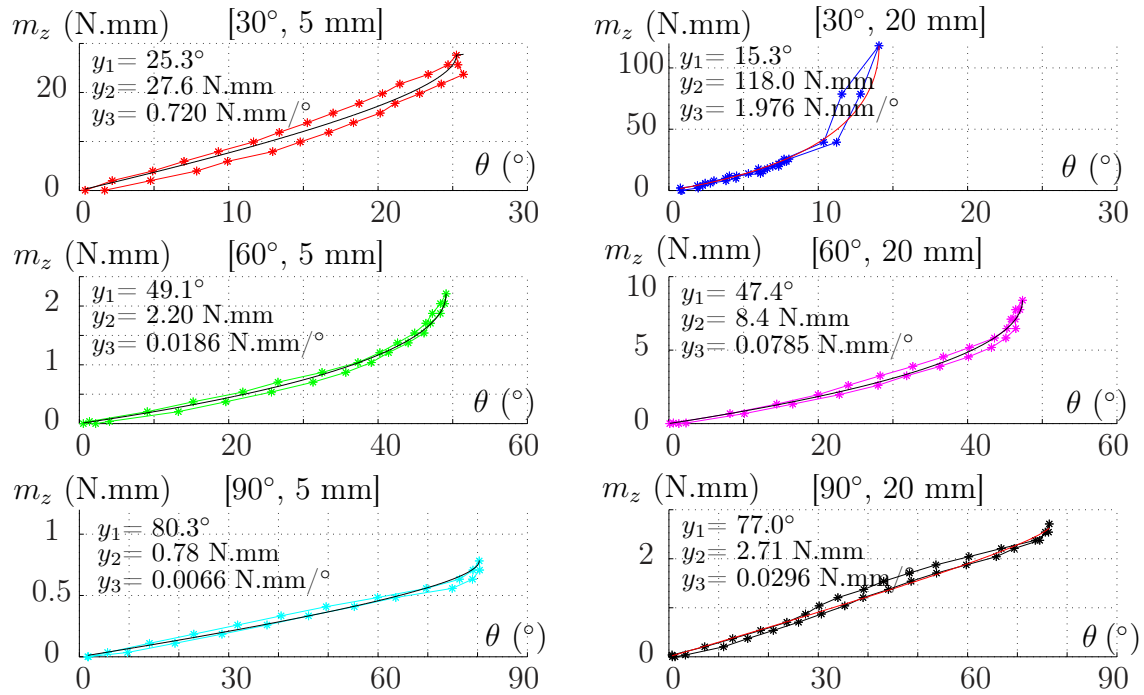 m_z (N.mm) [30°, 5 mm]
20
0
y_1= 25.3°
y_2= 27.6 N.mm
y_3= 0.720 N.mm/°
θ (°)
0 10 20 30
m_z (N.mm) [30°, 20 mm]
100
50
0
y_1= 15.3°
y_2= 118.0 N.mm
y_3= 1.976 N.mm/°
θ (°)
0 10 20 30
m_z (N.mm) [60°, 5 mm]
2
1
0
y_1= 49.1°
y_2= 2.20 N.mm
y_3= 0.0186 N.mm/°
θ (°)
0 20 40 60
m_z (N.mm) [60°, 20 mm]
10
5
0
y_1= 47.4°
y_2= 8.4 N.mm
y_3= 0.0785 N.mm/°
θ (°)
0 20 40 60
m_z (N.mm) [90°, 5 mm]
1
0.5
0
y_1= 80.3°
y_2= 0.78 N.mm
y_3= 0.0066 N.mm/°
θ (°)
0 30 60 90
m_z (N.mm) [90°, 20 mm]
2
0
y_1= 77.0°
y_2= 2.71 N.mm
y_3= 0.0296 N.mm/°
θ (°)
0 30 60 90